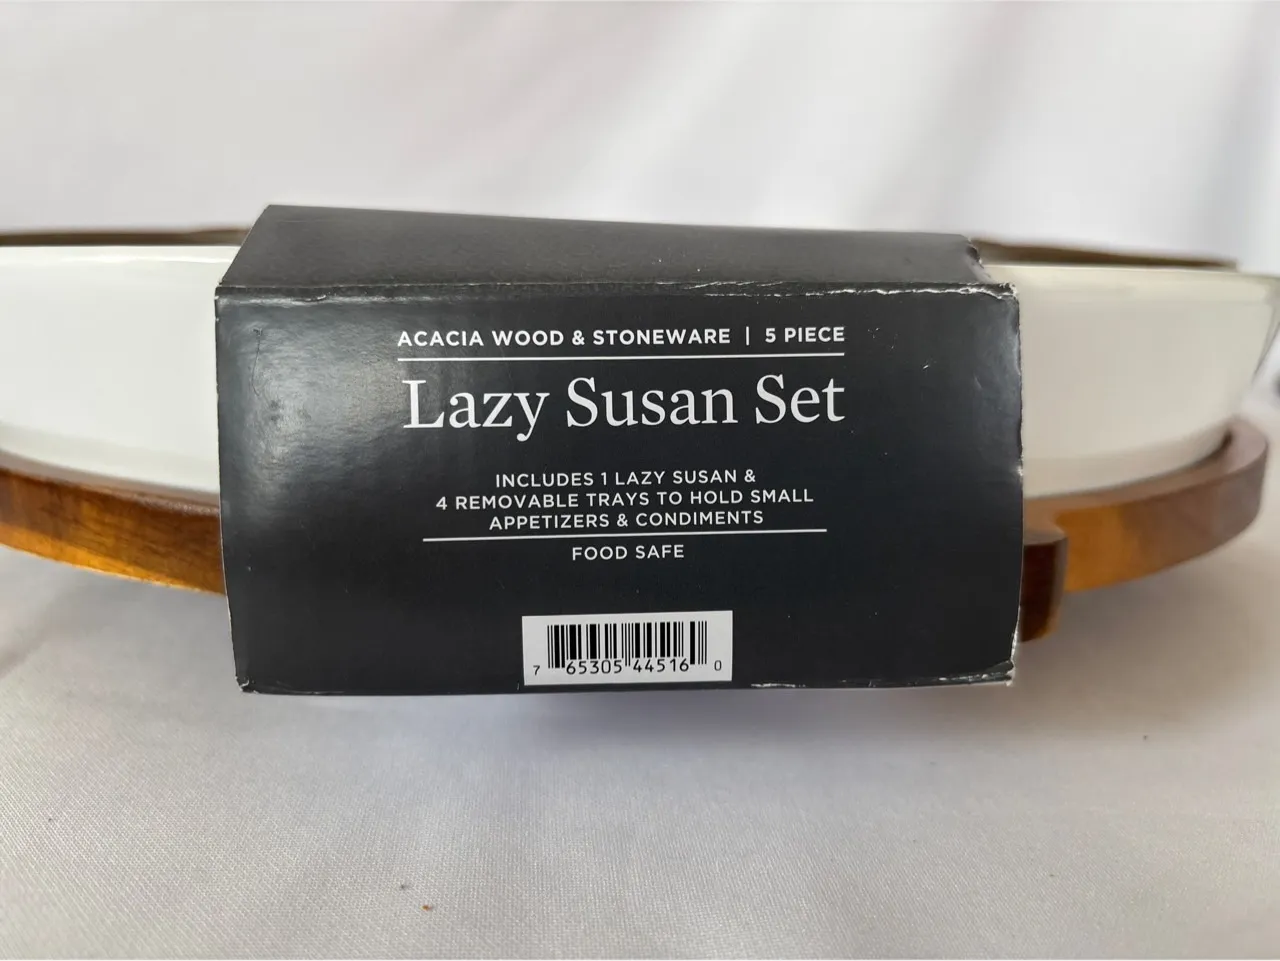 ACACIA WOOD & STONEWARE | 5 PIECE
Lazy Susan Set
INCLUDES 1 LAZY SUSAN &
4 REMOVABLE TRAYS TO HOLD SMALL
APPETIZERS & CONDIMENTS
FOOD SAFE
7 65305 44516 0